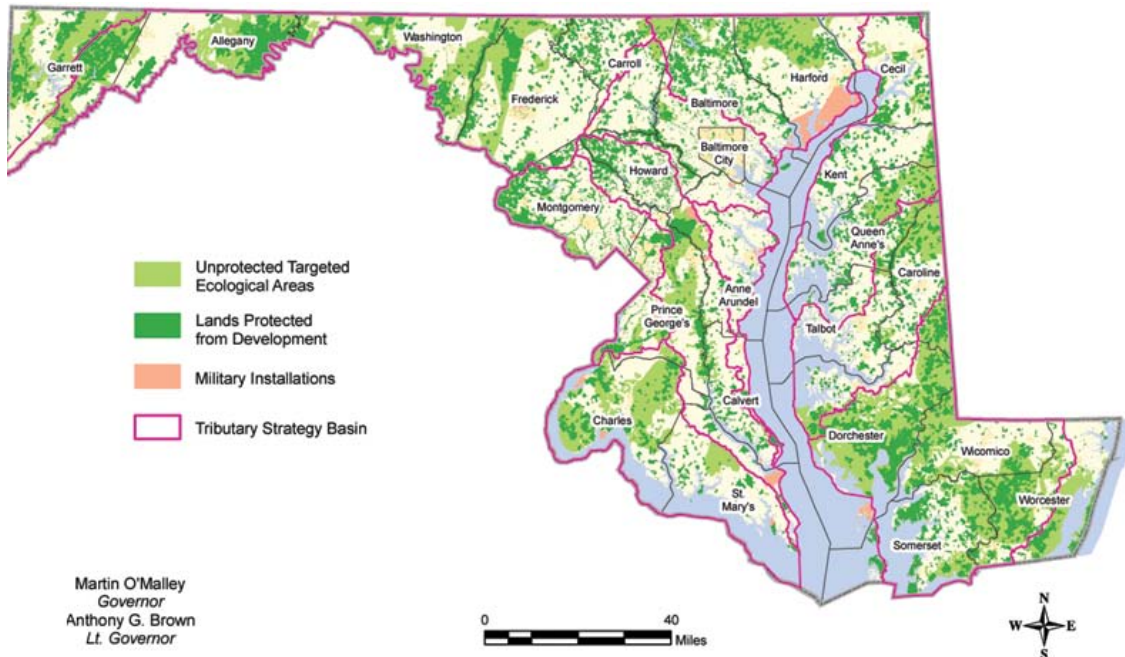 Allegany
Washington
Garrett
Carroll
Harford
Cecil
Frederick
Baltimore
Baltimore
City
Howard
Kent
Montgomery
Queen
Anne's
Caroline
Anne
Arundel
Prince
George's
Talbot
Calvert
Charles
Dorchester
Wicomico
St.
Mary's
Worcester
Somerset
Unprotected Targeted
Ecological Areas
Lands Protected
from Development
Military Installations
Tributary Strategy Basin
Martin O'Malley
Governor
Anthony G. Brown
Lt. Governor
0 40
Miles
N
W E
S